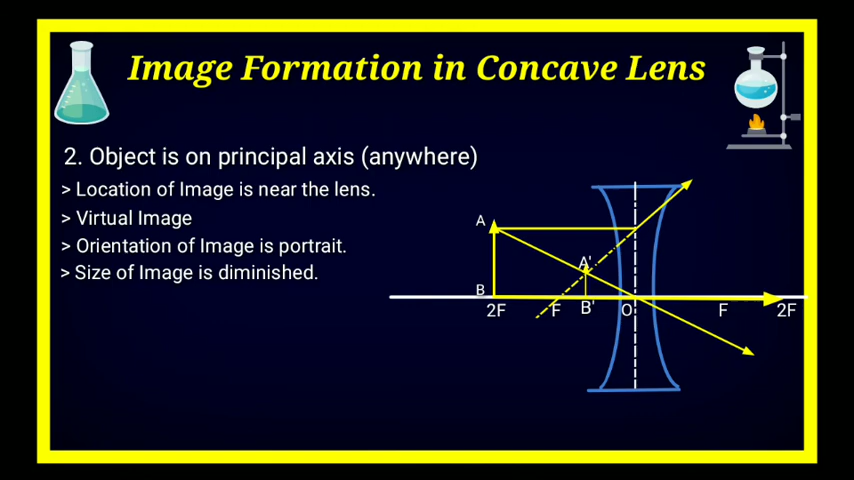 Image Formation in Concave Lens
2. Object is on principal axis (anywhere)
> Location of Image is near the lens.
> Virtual Image
> Orientation of Image is portrait.
> Size of Image is diminished.
A
A'
B
2F
F
B'
O
F
2F